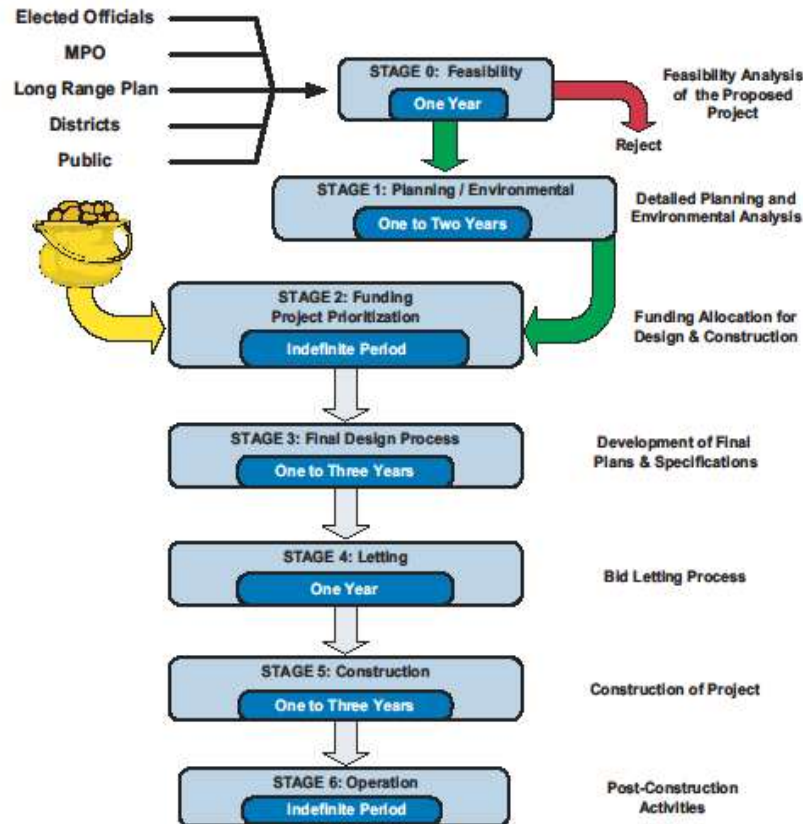 Elected Officials
MPO
Long Range Plan
Districts
Public
STAGE 0: Feasibility
One Year
Reject
Feasibility Analysis
of the Proposed
Project
STAGE 1: Planning / Environmental
One to Two Years
Detailed Planning and
Environmental Analysis
STAGE 2: Funding
Project Prioritization
Indefinite Period
Funding Allocation for
Design & Construction
STAGE 3: Final Design Process
One to Three Years
Development of Final
Plans & Specifications
STAGE 4: Letting
One Year
Bid Letting Process
STAGE 5: Construction
One to Three Years
Construction of Project
STAGE 6: Operation
Indefinite Period
Post-Construction
Activities